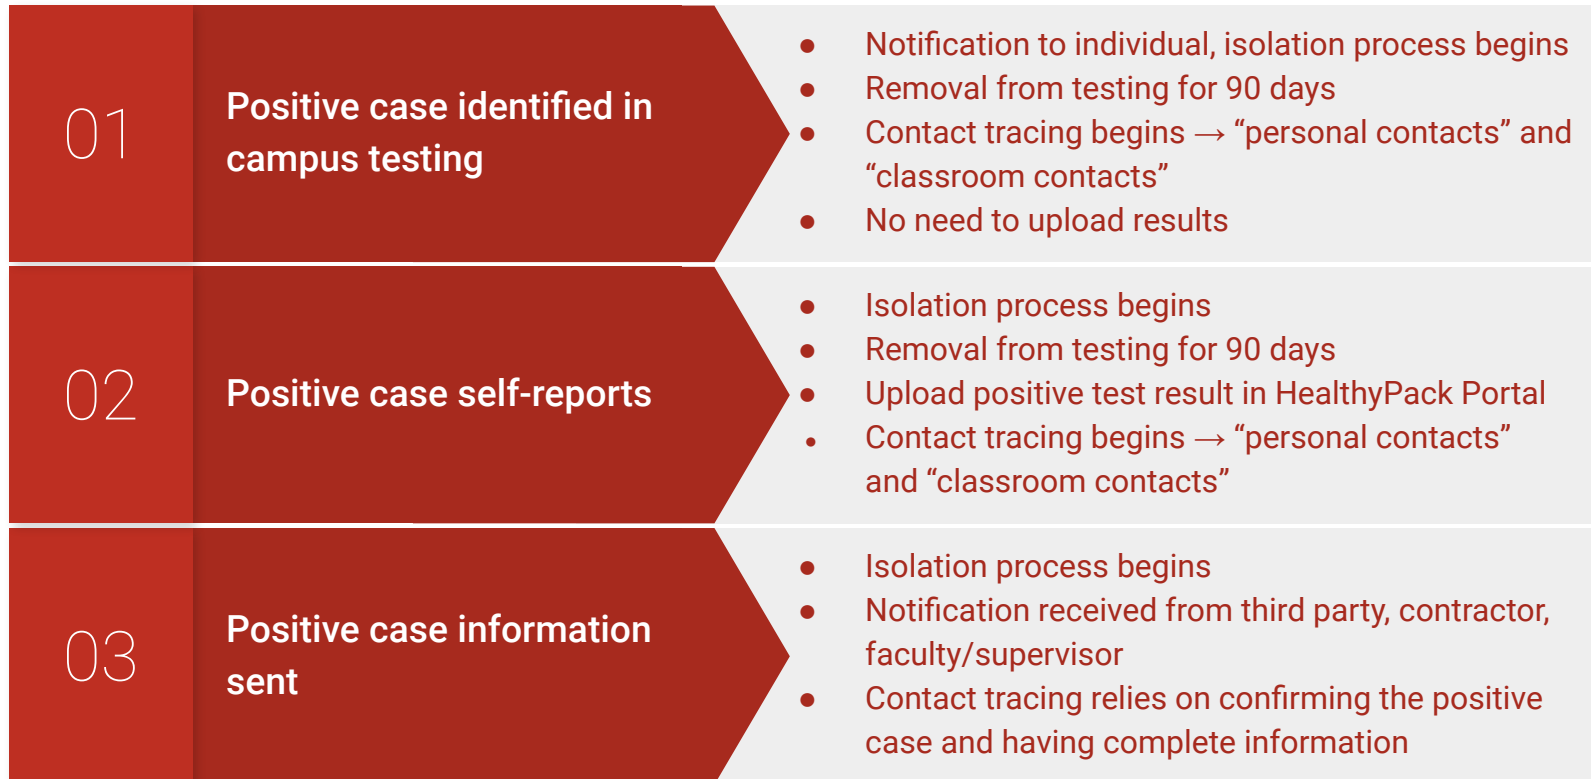 01
Positive case identified in
campus testing
● Notification to individual, isolation process begins
● Removal from testing for 90 days
● Contact tracing begins → “personal contacts” and
“classroom contacts”
● No need to upload results
02
Positive case self-reports
● Isolation process begins
● Removal from testing for 90 days
● Upload positive test result in HealthyPack Portal
● Contact tracing begins → “personal contacts”
and “classroom contacts”
03
Positive case information
sent
● Isolation process begins
● Notification received from third party, contractor,
faculty/supervisor
● Contact tracing relies on confirming the positive
case and having complete information